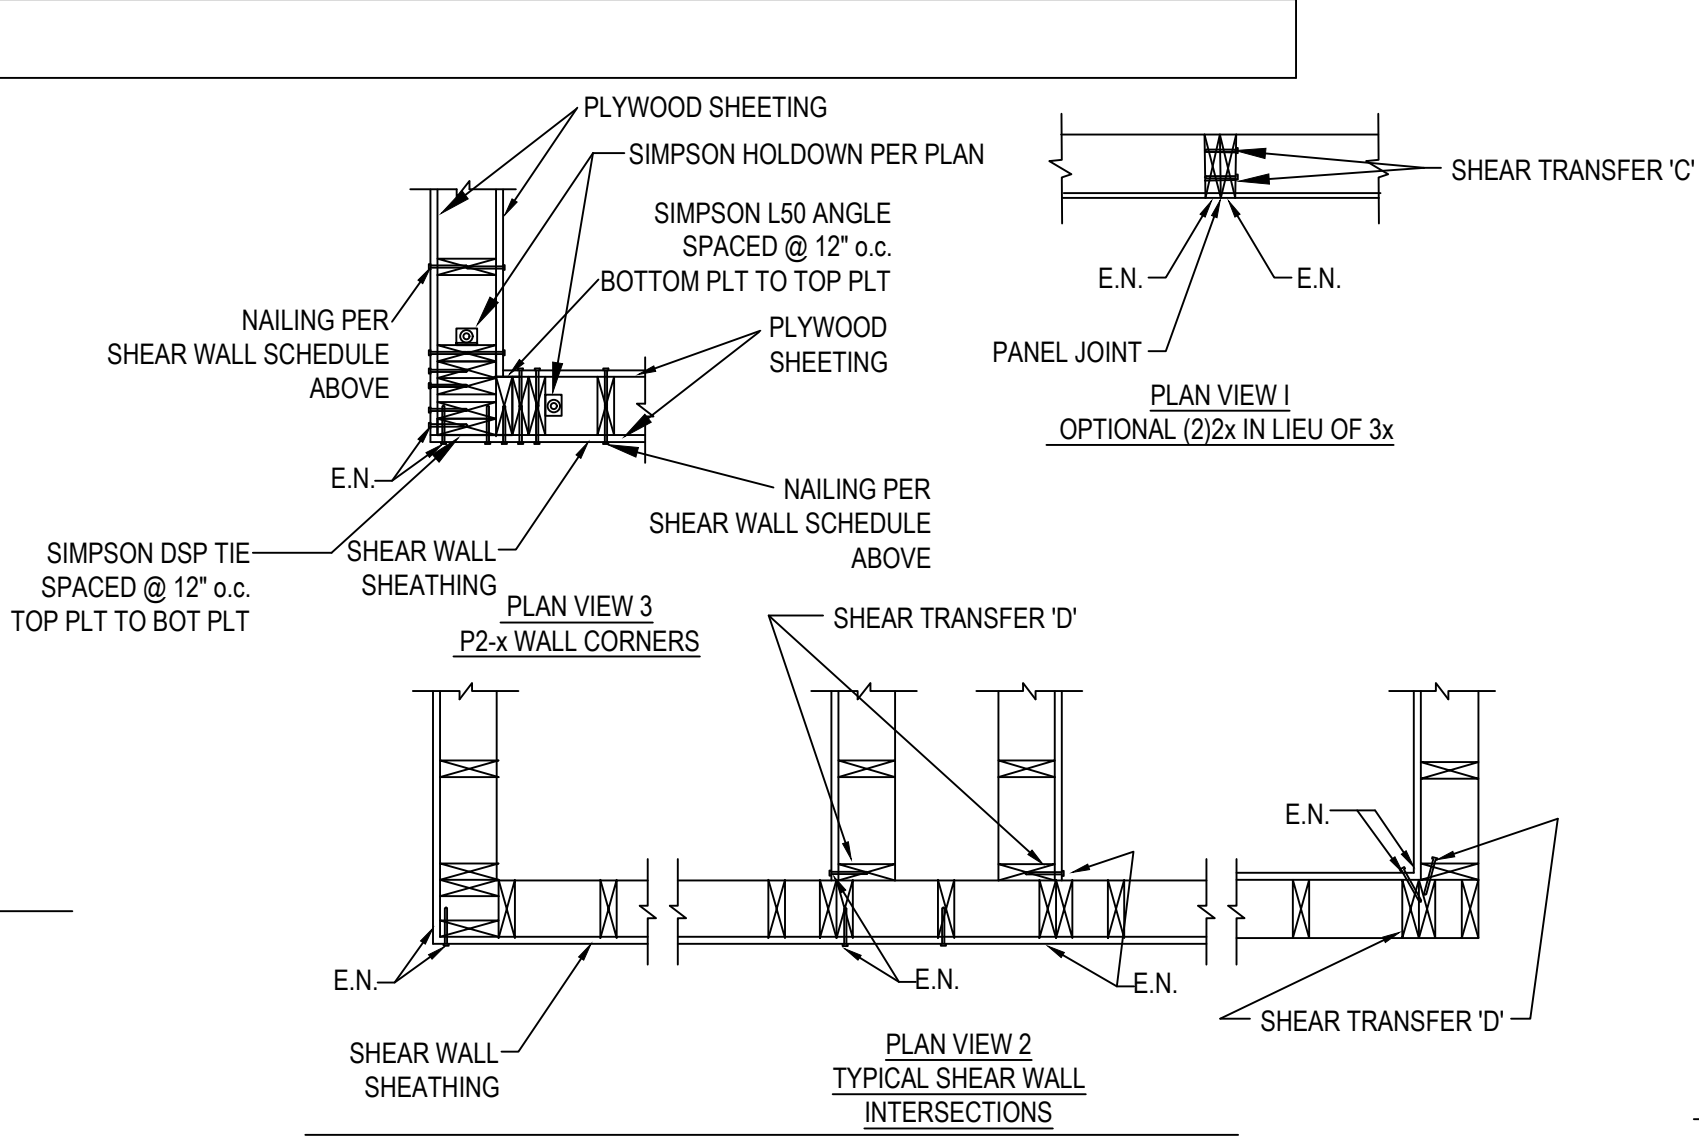 PLYWOOD SHEETING
SIMPSON HOLDOWN PER PLAN
SIMPSON L50 ANGLE
SPACED @ 12" o.c.
BOTTOM PLT TO TOP PLT
NAILING PER
SHEAR WALL SCHEDULE
ABOVE
PLYWOOD
SHEETING
E.N.
NAILING PER
SHEAR WALL SCHEDULE
ABOVE
SIMPSON DSP TIE
SPACED @ 12" o.c.
TOP PLT TO BOT PLT
SHEAR WALL
SHEATHING
PLAN VIEW 3
P2-x WALL CORNERS
SHEAR TRANSFER 'C'
E.N.
E.N.
PANEL JOINT
PLAN VIEW I
OPTIONAL (2)2x IN LIEU OF 3x
SHEAR TRANSFER 'D'
E.N.
E.N.
E.N.
E.N.
SHEAR TRANSFER 'D'
SHEAR WALL
SHEATHING
PLAN VIEW 2
TYPICAL SHEAR WALL
INTERSECTIONS